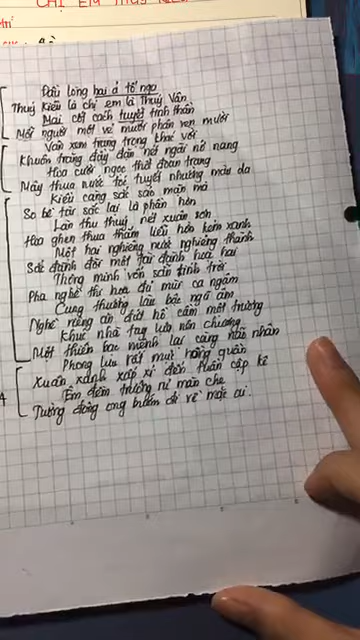 CHỊ EM THUÝ KIỀU
Đầu lòng hai ả tố nga
Thuý Kiều là chị em là Thuý Vân
Mai cốt cách tuyết tinh thần
Mỗi người một vẻ mười phân vẹn mười
Vân xem trang trọng khác vời
Khuôn trăng đầy đặn nét ngài nở nang
Hoa cười ngọc thốt đoan trang
Mây thua nước tóc tuyết nhường màu da
Kiều càng sắc sảo mặn mà
So bề tài sắc lại là phần hơn
Làn thu thuỷ, nét xuân sơn
Hoa ghen thua thắm liễu hờn kém xanh
Một hai nghiêng nước nghiêng thành
Sắc đành đòi một tài đành hoạ hai
Thông minh vốn sẵn tính trời
Pha nghề thi hoạ đủ mùi ca ngâm
Cung thương lầu bậc ngũ âm
Nghề riêng ăn đứt hồ cầm một trương
Khúc nhà tay lựa nên chương
Một thiên bạc mệnh lại càng não nhân
Phong lưu rất mực hồng quần
Xuân xanh xấp xỉ đến tuần cập kê
4
Êm đềm trướng rủ màn che
Tường đông ong bướm đi về mặc ai.